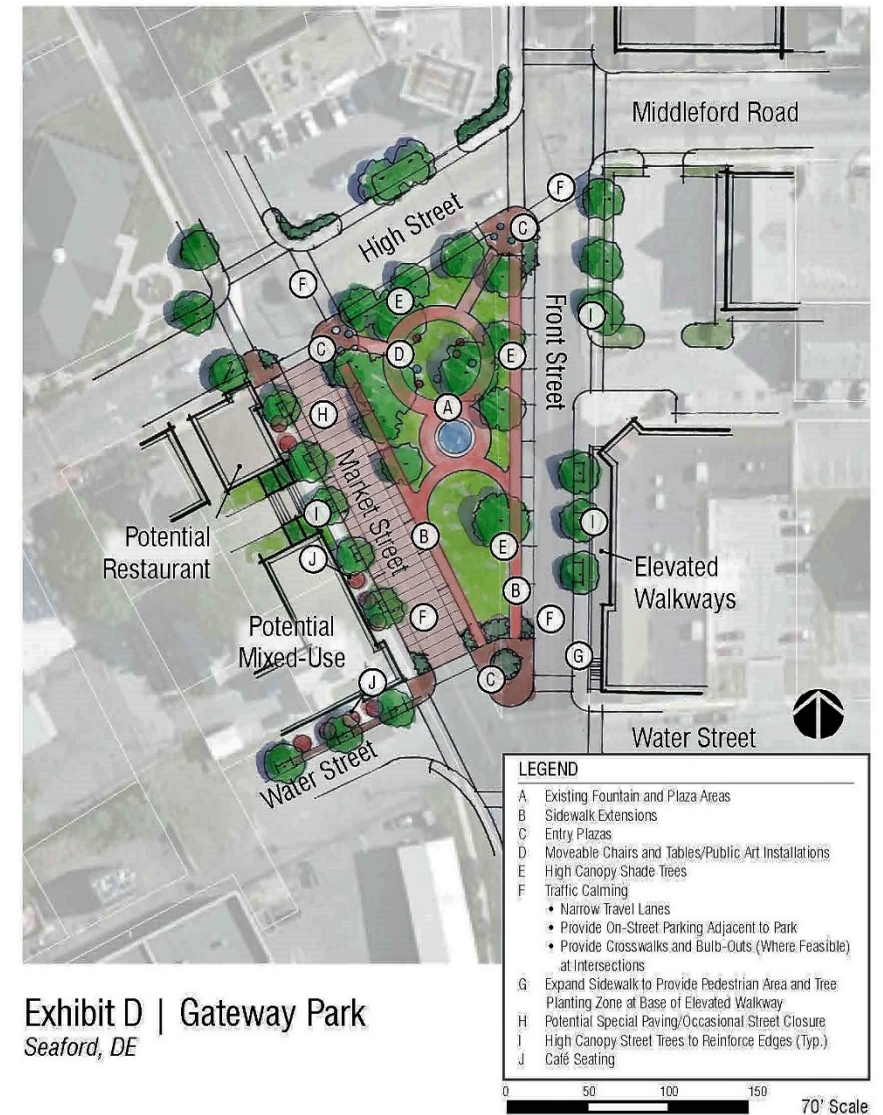 Middleford Road
F
High Street
C
F
E
Front Street
I
C
D
E
H
A
Market Street
I
I
Potential
Restaurant
B
E
J
Elevated
Walkways
B
Potential
Mixed-Use
F
F
G
J
C
Water Street
Water Street
LEGEND
A Existing Fountain and Plaza Areas
B Sidewalk Extensions
C Entry Plazas
D Moveable Chairs and Tables/Public Art Installations
E High Canopy Shade Trees
F Traffic Calming
• Narrow Travel Lanes
• Provide On-Street Parking Adjacent to Park
• Provide Crosswalks and Bulb-Outs (Where Feasible)
at Intersections
G Expand Sidewalk to Provide Pedestrian Area and Tree
Planting Zone at Base of Elevated Walkway
H Potential Special Paving/Occasional Street Closure
I High Canopy Street Trees to Reinforce Edges (Typ.)
J Café Seating
Exhibit D | Gateway Park
Seaford, DE
0 50 100 150
70' Scale